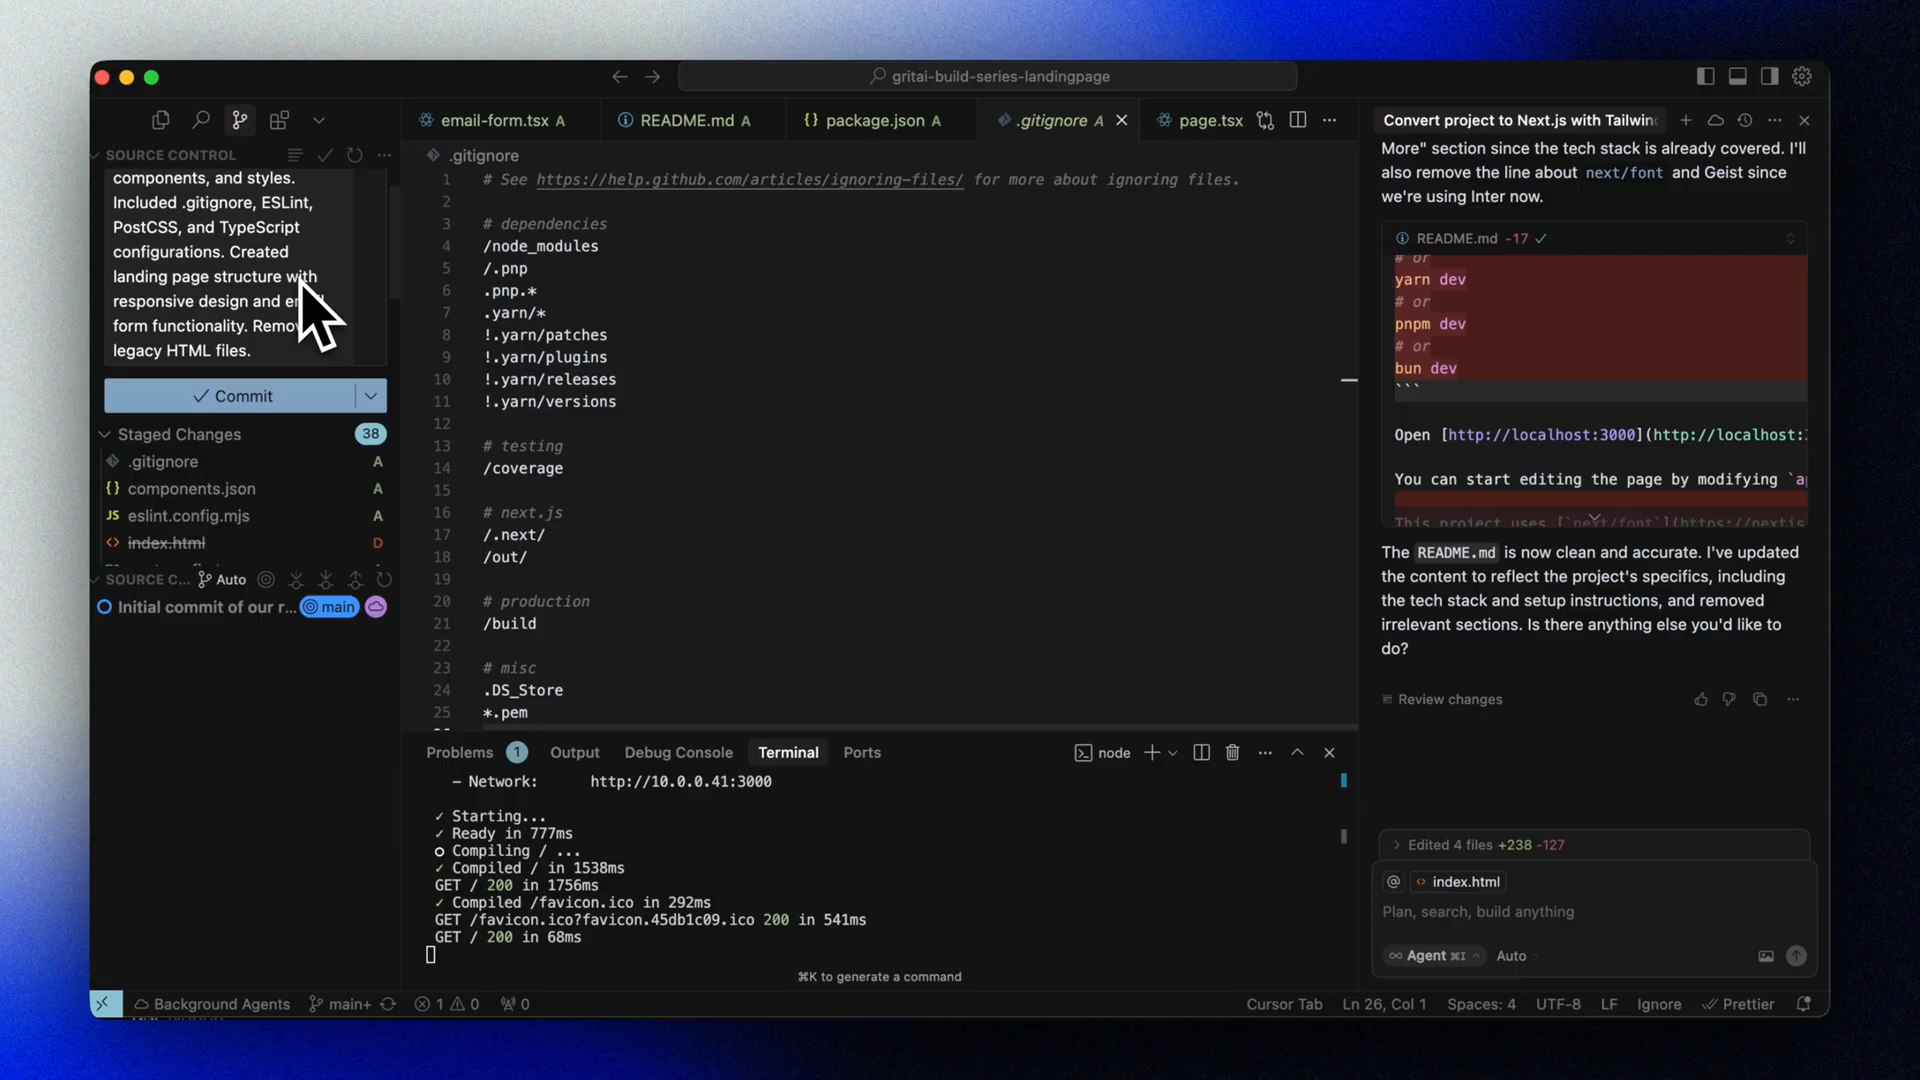 gritai-build-series-landingpage
SOURCE CONTROL
components, and styles.
Included .gitignore, ESLint,
PostCSS, and TypeScript
configurations. Created
landing page structure with
responsive design and
form functionality.
legacy HTML files.
Commit
Staged Changes 38
.gitignore A
components.json A
eslint.config.mjs A
index.html D
SOURCE C... Auto
Initial commit of our r... main
email-form.tsx A
README.md A
package.json A
.gitignore A
page.tsx
.gitignore
1 # See https://help.github.com/articles/ignoring-files/ for more about ignoring files.
2
3 # dependencies
4 /node_modules
5 /.pnp
6 .pnp.*
7 .yarn/*
8 !.yarn/patches
9 !.yarn/plugins
10 !.yarn/releases
11 !.yarn/versions
12
13 # testing
14 /coverage
15
16 # next.js
17 /.next/
18 /out/
19
20 # production
21 /build
22
23 # misc
24 .DS_Store
25 *.pem
Problems 1 Output Debug Console Terminal Ports
node
- Network: http://10.0.0.41:3000
✓ Starting...
✓ Ready in 777ms
○ Compiling / ...
✓ Compiled / in 1538ms
GET / 200 in 1756ms
✓ Compiled /favicon.ico in 292ms
GET /favicon.ico?favicon.45db1c09.ico 200 in 541ms
GET / 200 in 68ms
⌘K to generate a command
Convert project to Next.js with Tailwin
More" section since the tech stack is already covered. I'll
also remove the line about next/font and Geist since
we're using Inter now.
README.md -17
# or
yarn dev
# or
pnpm dev
# or
bun dev
```
Open [http://localhost:3000](http://localhost:
You can start editing the page by modifying `a
This project uses [`next/font`](https://nextjs
The README.md is now clean and accurate. I've updated
the content to reflect the project's specifics, including
the tech stack and setup instructions, and removed
irrelevant sections. Is there anything else you'd like to
do?
Review changes
Edited 4 files +238 -127
@ index.html
Plan, search, build anything
∞ Agent ⌘I Auto
Background Agents main+ 1 0 0
Cursor Tab Ln 26, Col 1 Spaces: 4 UTF-8 LF Ignore Prettier